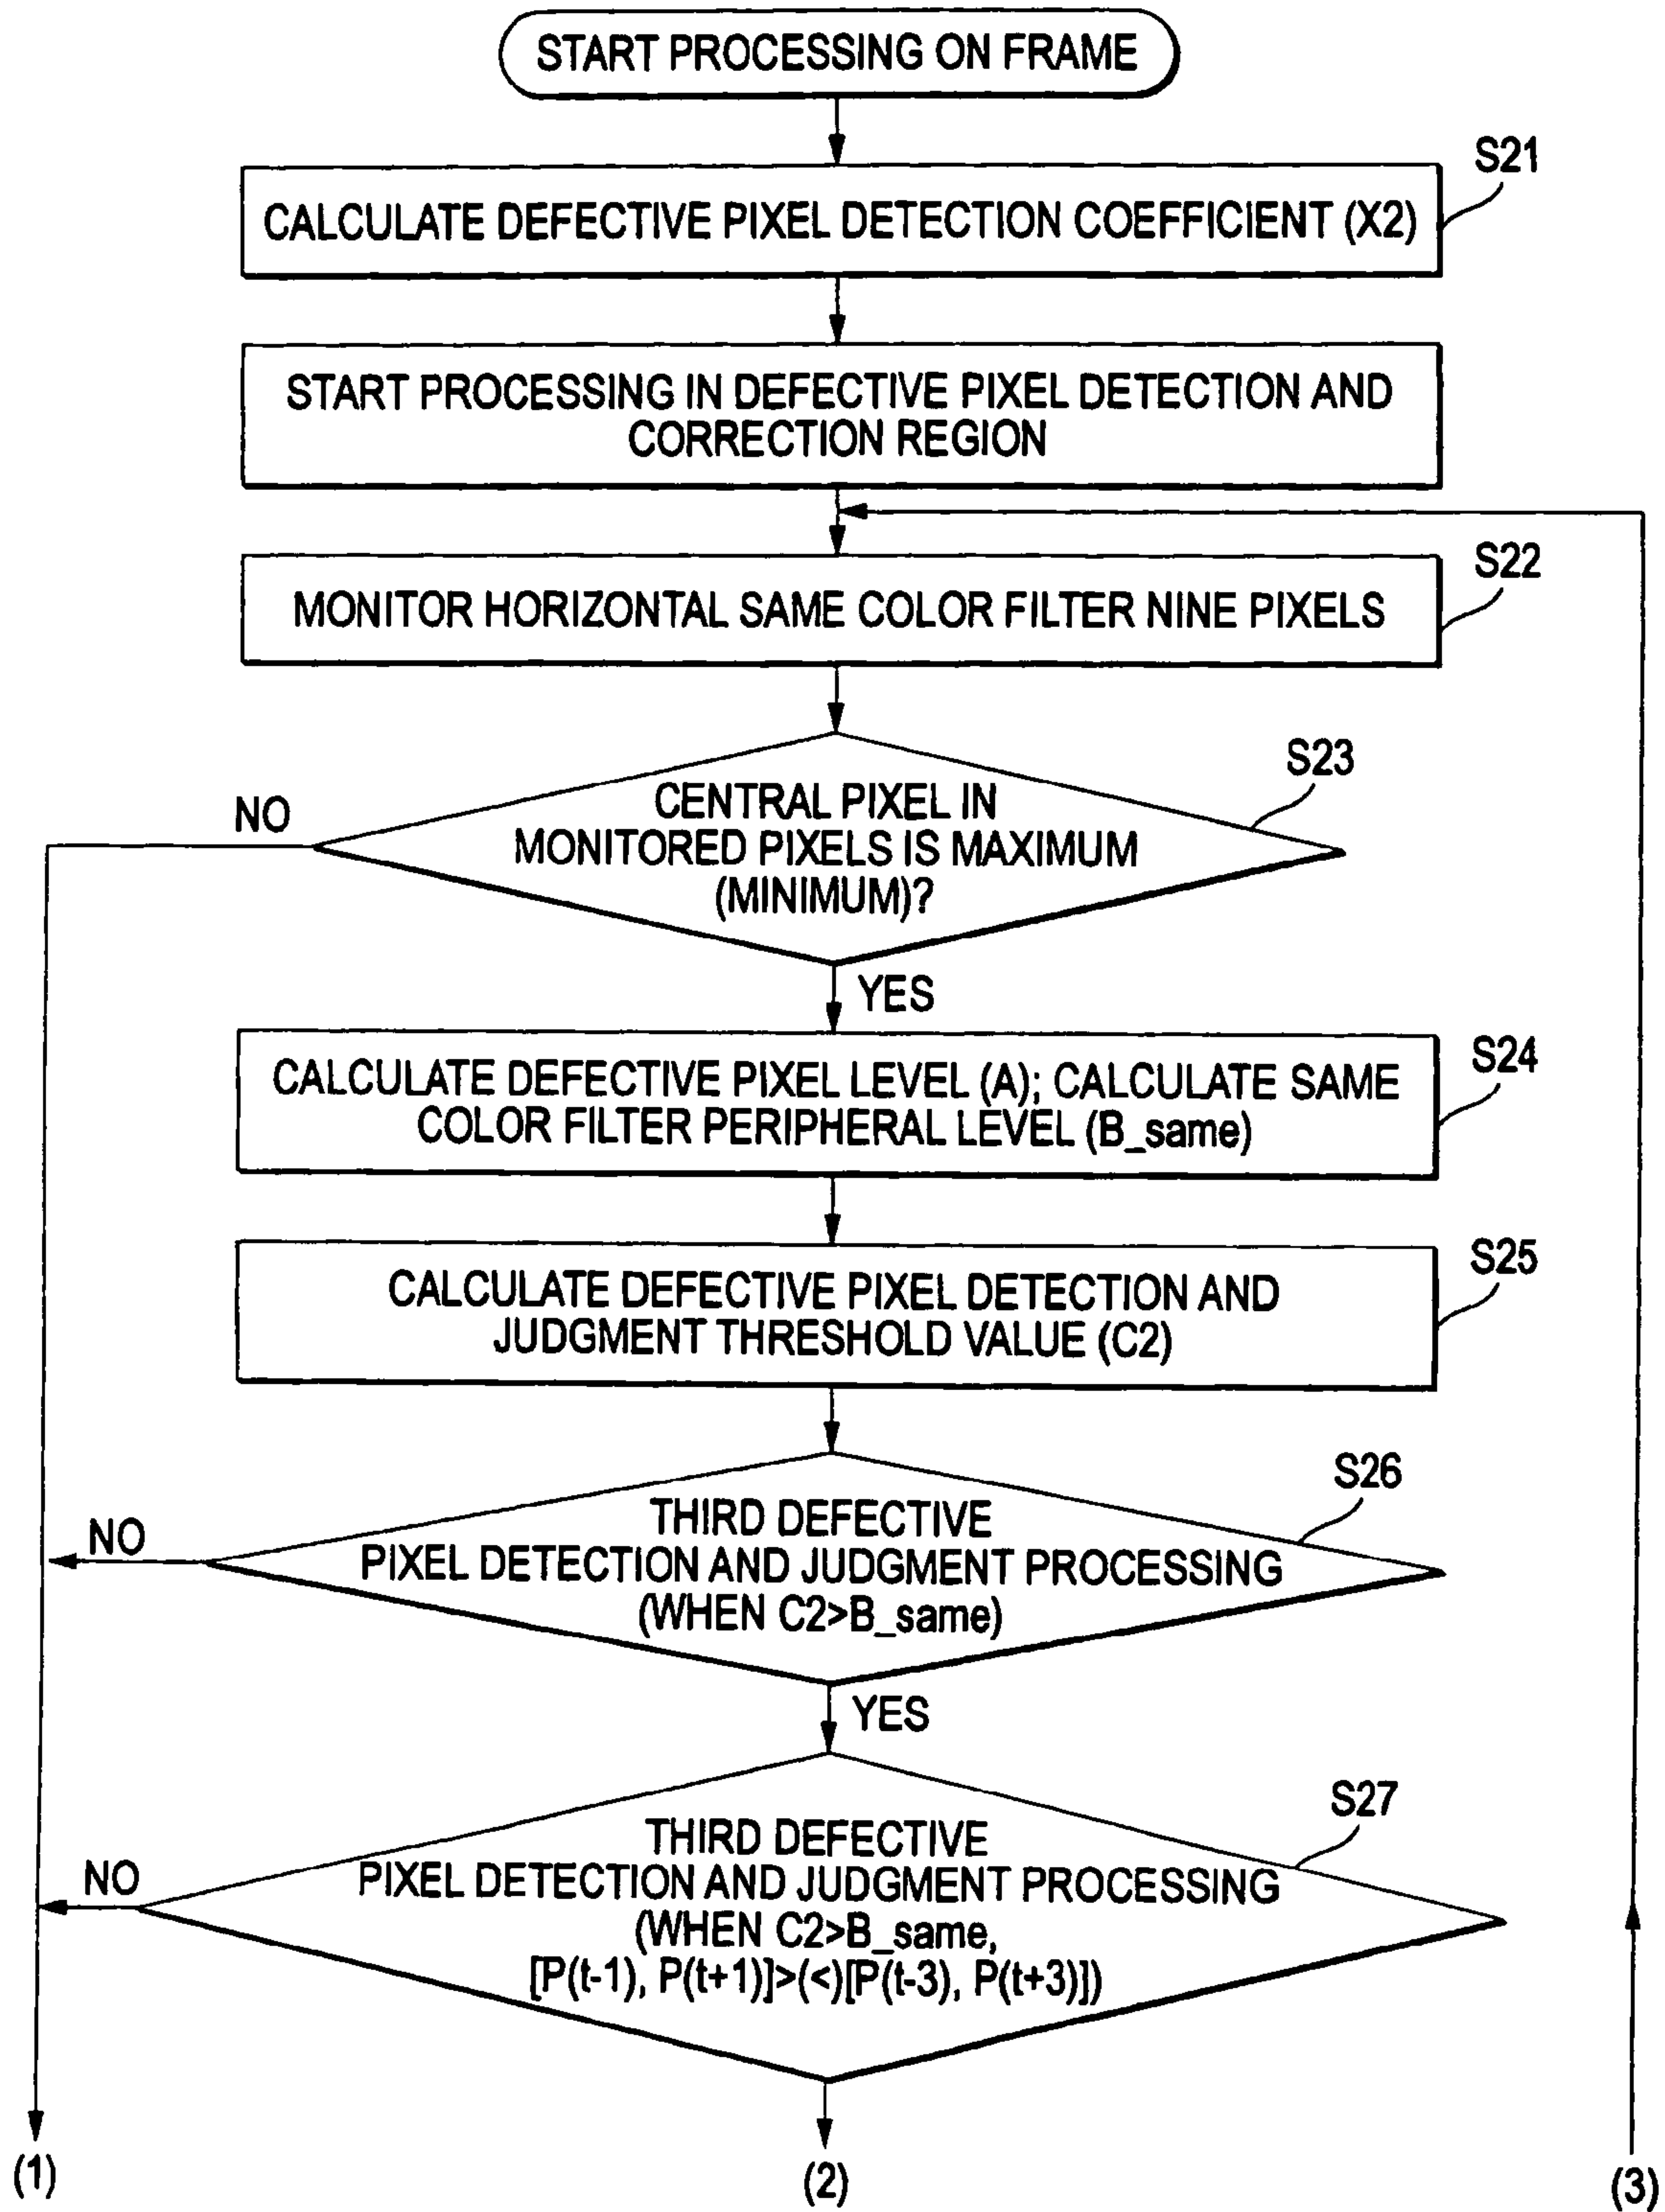 START PROCESSING ON FRAME
S21
CALCULATE DEFECTIVE PIXEL DETECTION COEFFICIENT (X2)
START PROCESSING IN DEFECTIVE PIXEL DETECTION AND
CORRECTION REGION
S22
MONITOR HORIZONTAL SAME COLOR FILTER NINE PIXELS
S23
NO
CENTRAL PIXEL IN
MONITORED PIXELS IS MAXIMUM
(MINIMUM)?
YES
S24
CALCULATE DEFECTIVE PIXEL LEVEL (A); CALCULATE SAME
COLOR FILTER PERIPHERAL LEVEL (B_same)
S25
CALCULATE DEFECTIVE PIXEL DETECTION AND
JUDGMENT THRESHOLD VALUE (C2)
S26
NO
THIRD DEFECTIVE
PIXEL DETECTION AND JUDGMENT PROCESSING
(WHEN C2>B_same)
YES
S27
NO
THIRD DEFECTIVE
PIXEL DETECTION AND JUDGMENT PROCESSING
(WHEN C2>B_same,
[P(t-1), P(t+1)]>(<)[P(t-3), P(t+3)])
(1)
(2)
(3)